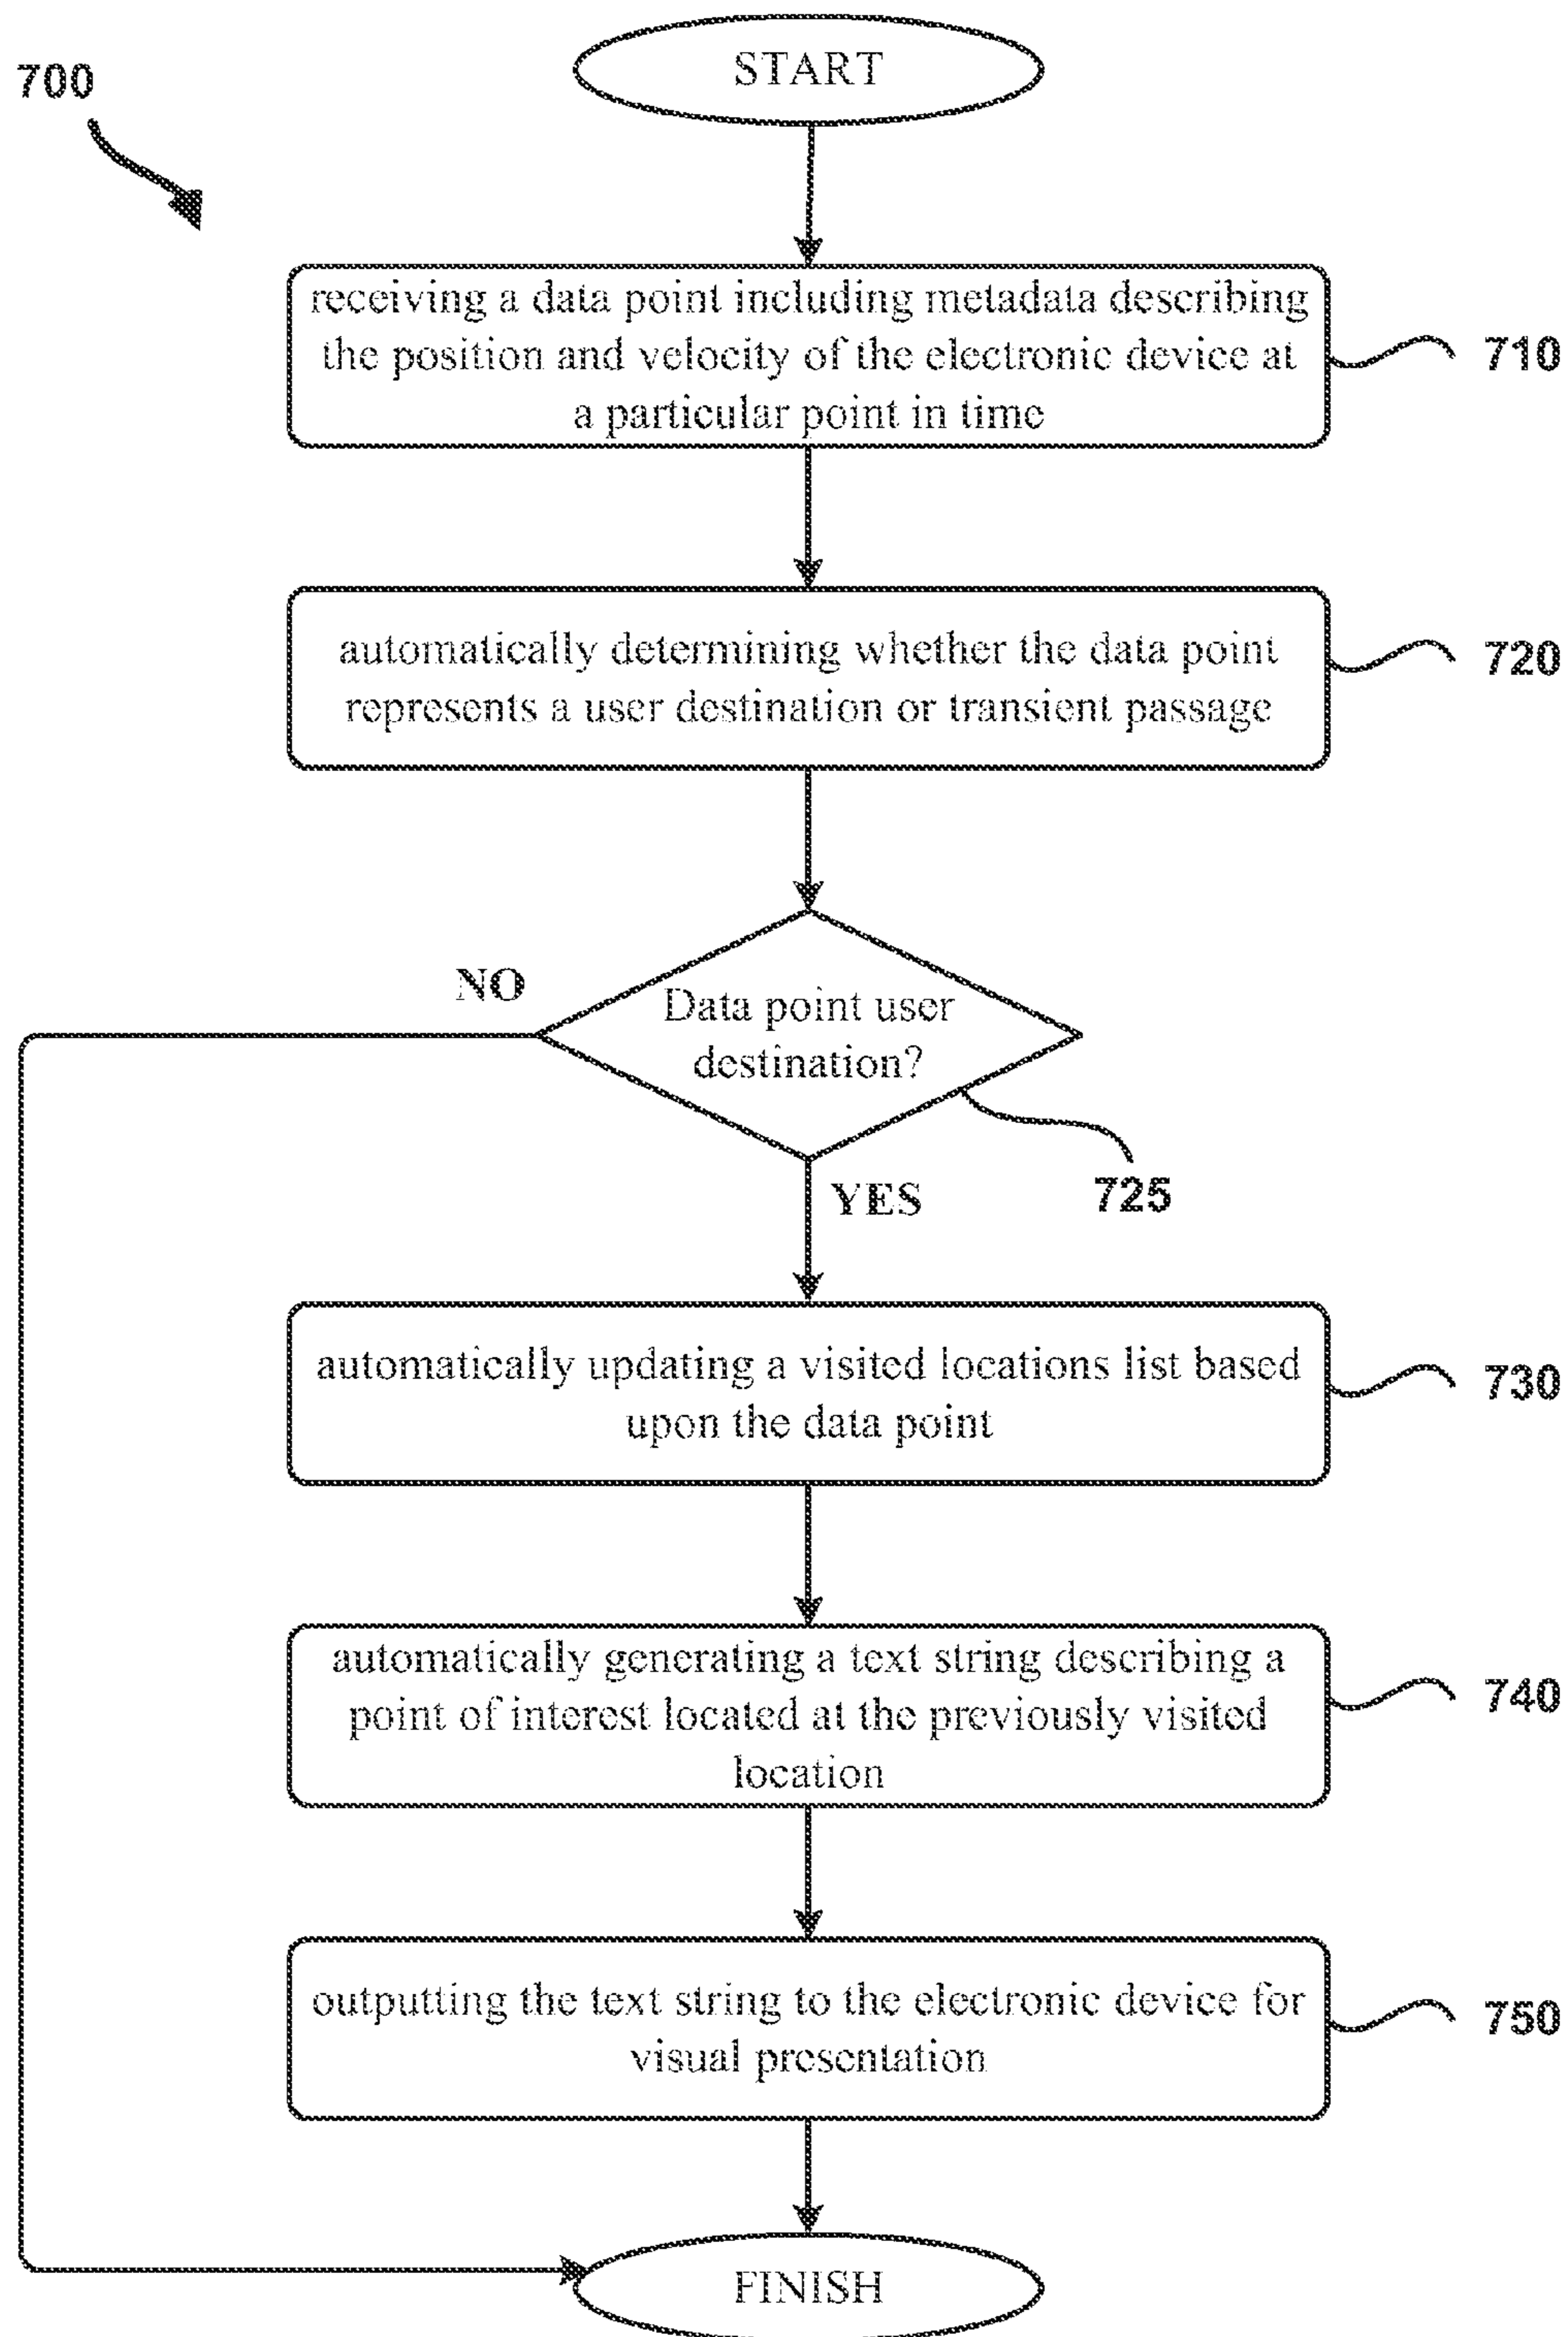 START
700
receiving a data point including metadata describing
the position and velocity of the electronic device at
a particular point in time
710
automatically determining whether the data point
represents a user destination or transient passage
720
NO
Data point user
destination?
725
YES
automatically updating a visited locations list based
upon the data point
730
automatically generating a text string describing a
point of interest located at the previously visited
location
740
outputting the text string to the electronic device for
visual presentation
750
FINISH